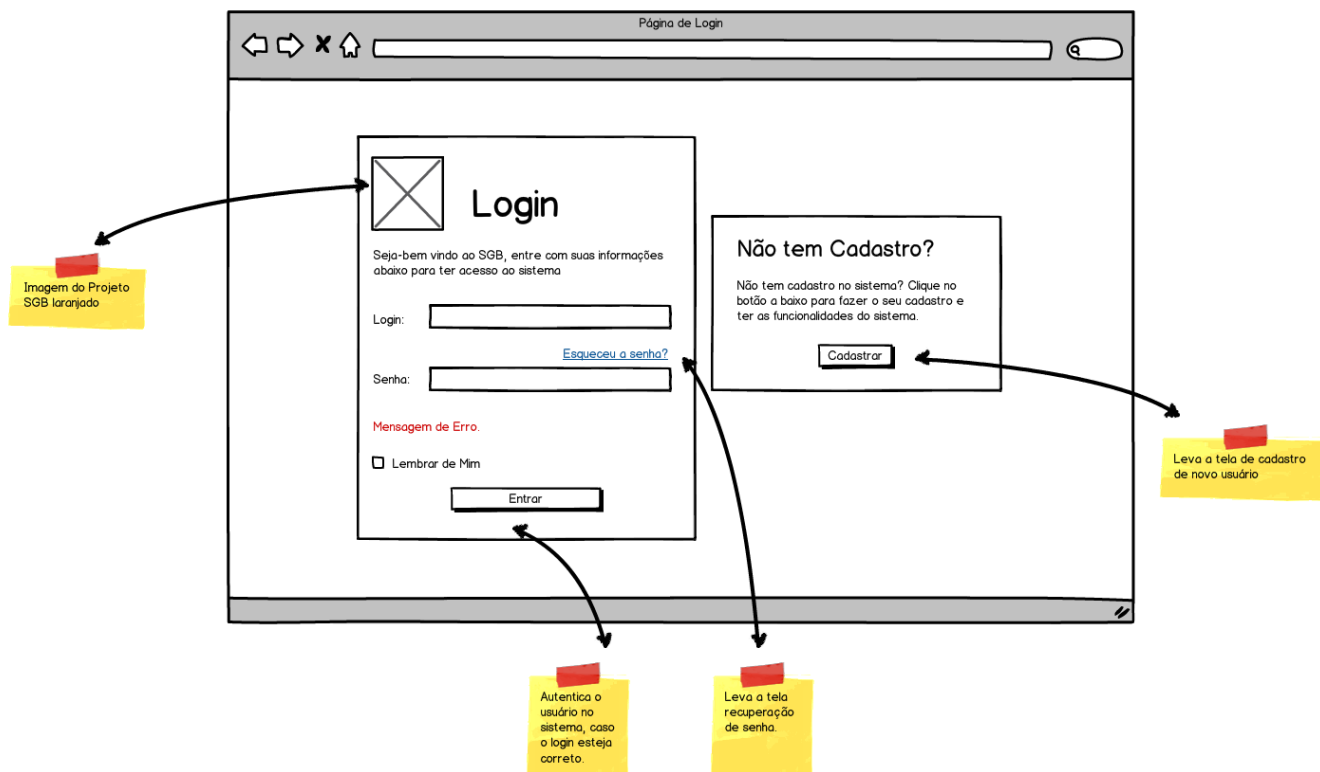 Página de Login
Login
Seja-bem vindo ao SGB, entre com suas informações
abaixo para ter acesso ao sistema
Login:
Esqueceu a senha?
Senha:
Mensagem de Erro.
Lembrar de Mim
Entrar
Não tem Cadastro?
Não tem cadastro no sistema? Clique no
botão a baixo para fazer o seu cadastro e
ter as funcionalidades do sistema.
Cadastrar
Imagem do Projeto
SGB laranjado
Leva a tela de cadastro
de novo usuário
Autentica o
usuário no
sistema, caso
o login esteja
correto.
Leva a tela
recuperação
de senha.